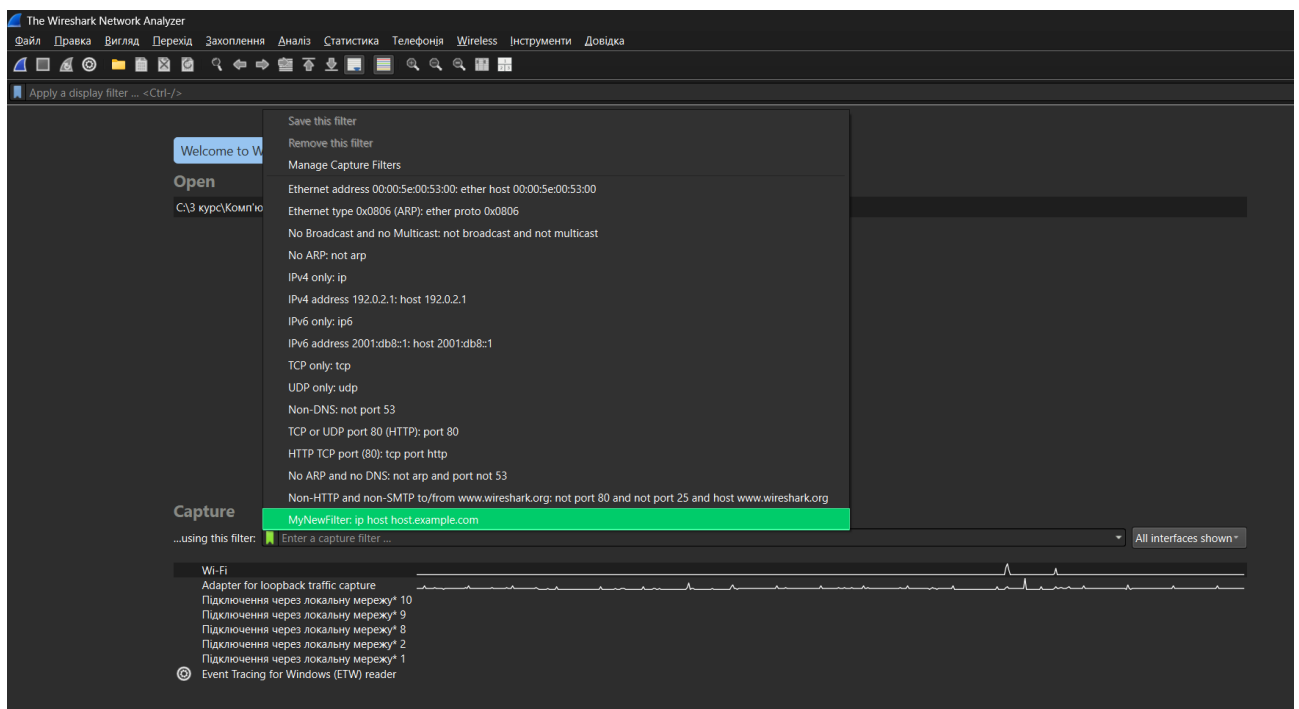 The Wireshark Network Analyzer
Файл Правка Вигляд Перехід Захоплення Аналіз Статистика Телефонія Wireless Інструменти Довідка
Apply a display filter ... <Ctrl-/>
Save this filter
Remove this filter
Manage Capture Filters
Welcome to W
Open
Ethernet address 00:00:5e:00:53:00: ether host 00:00:5e:00:53:00
C:\3 курс\Комп'ю
Ethernet type 0x0806 (ARP): ether proto 0x0806
No Broadcast and no Multicast: not broadcast and not multicast
No ARP: not arp
IPv4 only: ip
IPv4 address 192.0.2.1: host 192.0.2.1
IPv6 only: ip6
IPv6 address 2001:db8::1: host 2001:db8::1
TCP only: tcp
UDP only: udp
Non-DNS: not port 53
TCP or UDP port 80 (HTTP): port 80
HTTP TCP port (80): tcp port http
No ARP and no DNS: not arp and port not 53
Non-HTTP and non-SMTP to/from www.wireshark.org: not port 80 and not port 25 and host www.wireshark.org
Capture
MyNewFilter: ip host host.example.com
...using this filter: Enter a capture filter ... All interfaces shown
Wi-Fi
Adapter for loopback traffic capture
Підключення через локальну мережу* 10
Підключення через локальну мережу* 9
Підключення через локальну мережу* 8
Підключення через локальну мережу* 2
Підключення через локальну мережу* 1
Event Tracing for Windows (ETW) reader